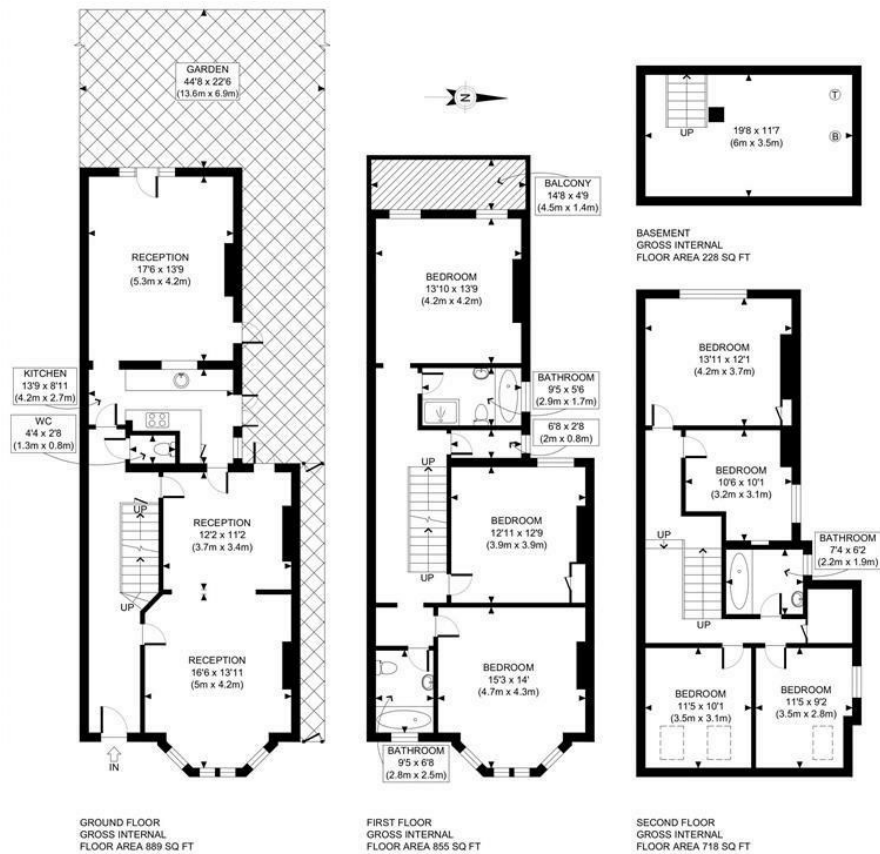 GARDEN
44'8 x 22'6
(13.6m x 6.9m)
RECEPTION
17'6 x 13'9
(5.3m x 4.2m)
KITCHEN
13'9 x 8'11
(4.2m x 2.7m)
WC
4'4 x 2'8
(1.3m x 0.8m)
UP
RECEPTION
12'2 x 11'2
(3.7m x 3.4m)
UP
RECEPTION
16'6 x 13'11
(5m x 4.2m)
IN
GROUND FLOOR
GROSS INTERNAL
FLOOR AREA 889 SQ FT
N
BALCONY
14'8 x 4'9
(4.5m x 1.4m)
BEDROOM
13'10 x 13'9
(4.2m x 4.2m)
BATHROOM
9'5 x 5'6
(2.9m x 1.7m)
6'8 x 2'8
(2m x 0.8m)
UP
BEDROOM
12'11 x 12'9
(3.9m x 3.9m)
UP
BEDROOM
15'3 x 14'
(4.7m x 4.3m)
BATHROOM
9'5 x 6'8
(2.8m x 2.5m)
FIRST FLOOR
GROSS INTERNAL
FLOOR AREA 855 SQ FT
T
B
UP
19'8 x 11'7
(6m x 3.5m)
BASEMENT
GROSS INTERNAL
FLOOR AREA 228 SQ FT
BEDROOM
13'11 x 12'1
(4.2m x 3.7m)
BEDROOM
10'6 x 10'1
(3.2m x 3.1m)
UP
BATHROOM
7'4 x 6'2
(2.2m x 1.9m)
UP
BEDROOM
11'5 x 10'1
(3.5m x 3.1m)
BEDROOM
11'5 x 9'2
(3.5m x 2.8m)
SECOND FLOOR
GROSS INTERNAL
FLOOR AREA 718 SQ FT